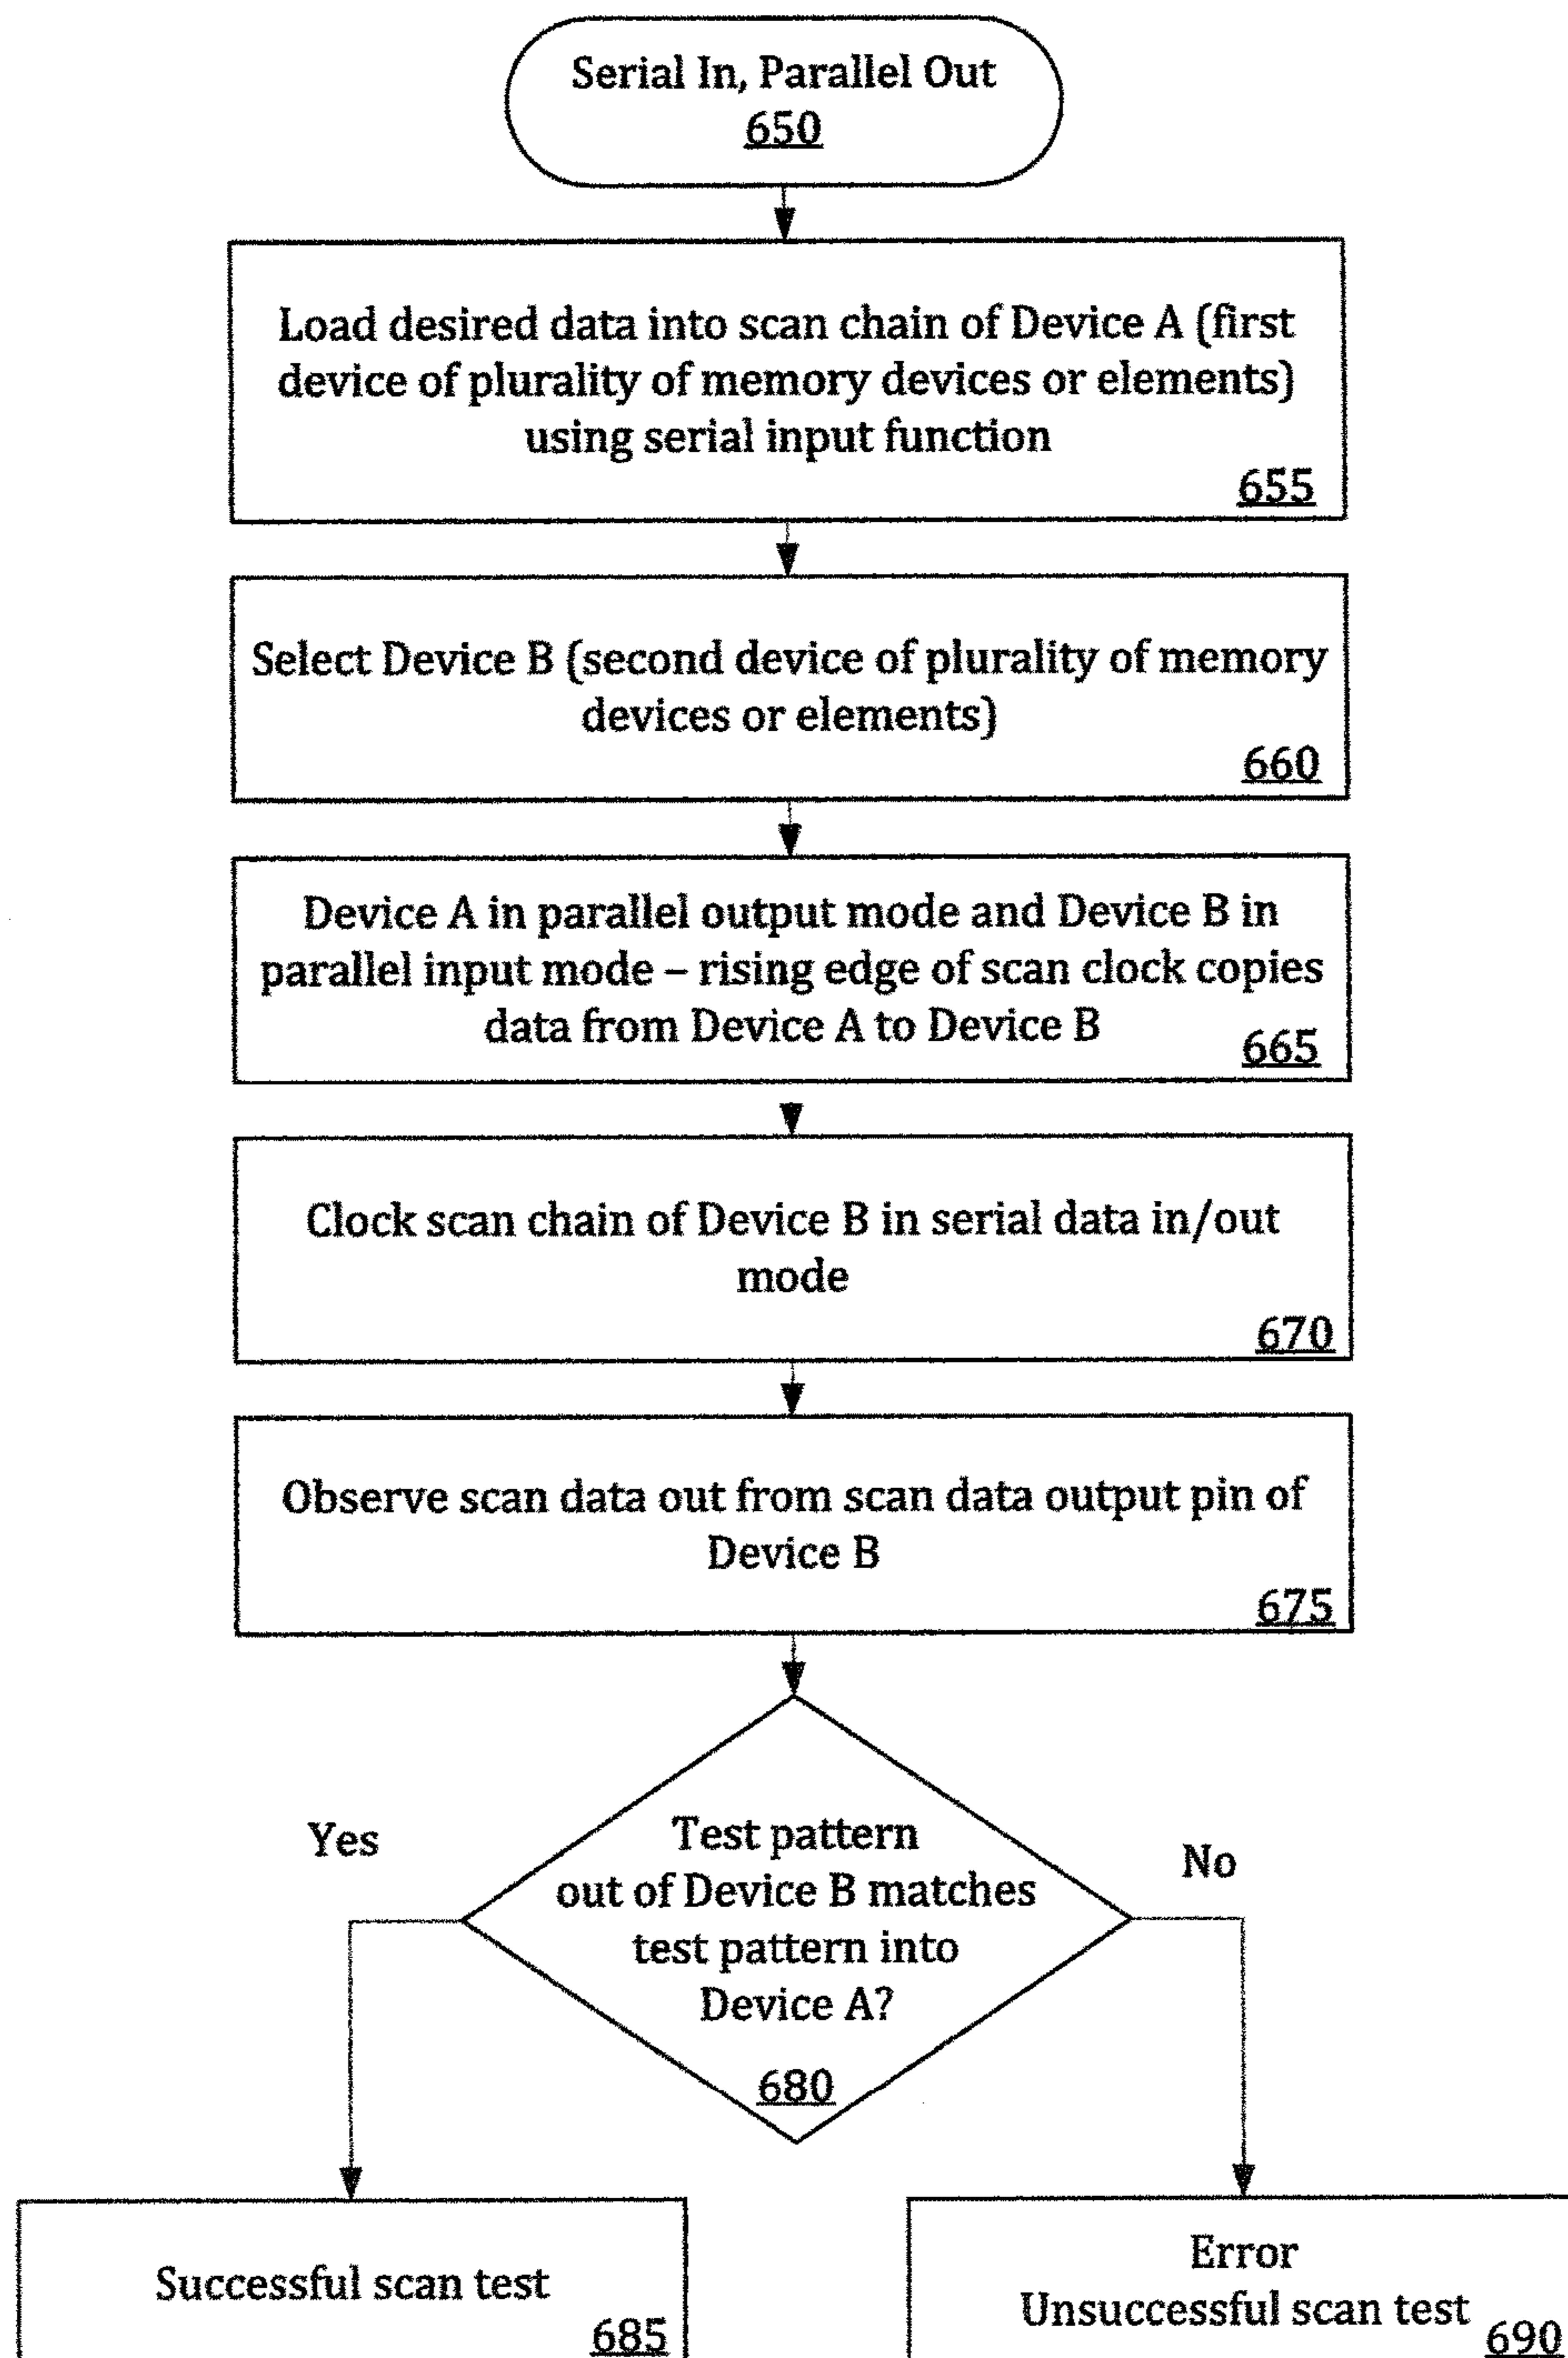 Serial In, Parallel Out
650
Load desired data into scan chain of Device A (first
device of plurality of memory devices or elements)
using serial input function
655
Select Device B (second device of plurality of memory
devices or elements)
660
Device A in parallel output mode and Device B in
parallel input mode – rising edge of scan clock copies
data from Device A to Device B
665
Clock scan chain of Device B in serial data in/out
mode
670
Observe scan data out from scan data output pin of
Device B
675
Yes
No
Test pattern
out of Device B matches
test pattern into
Device A?
680
Successful scan test
685
Error
Unsuccessful scan test
690